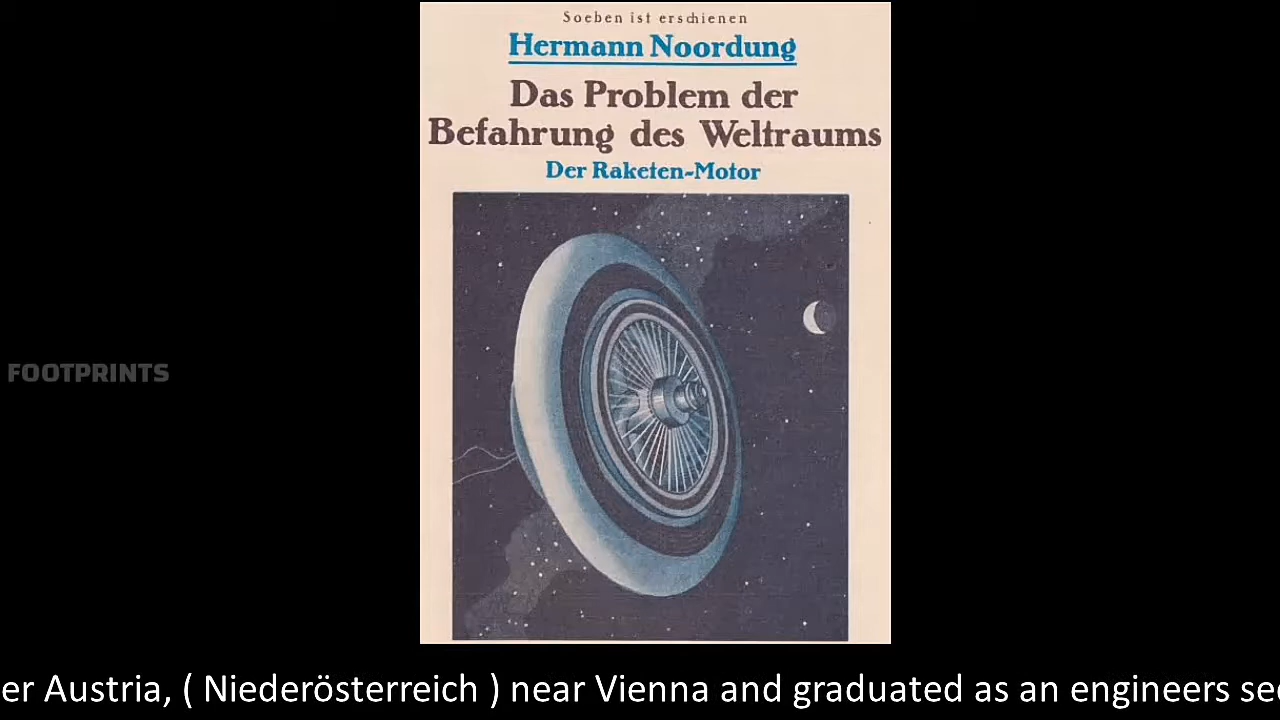 Soeben ist erschienen
Hermann Noordung
Das Problem der
Befahrung des Weltraums
Der Raketen-Motor
FOOTPRINTS
er Austria, ( Niederösterreich ) near Vienna and graduated as an engineers